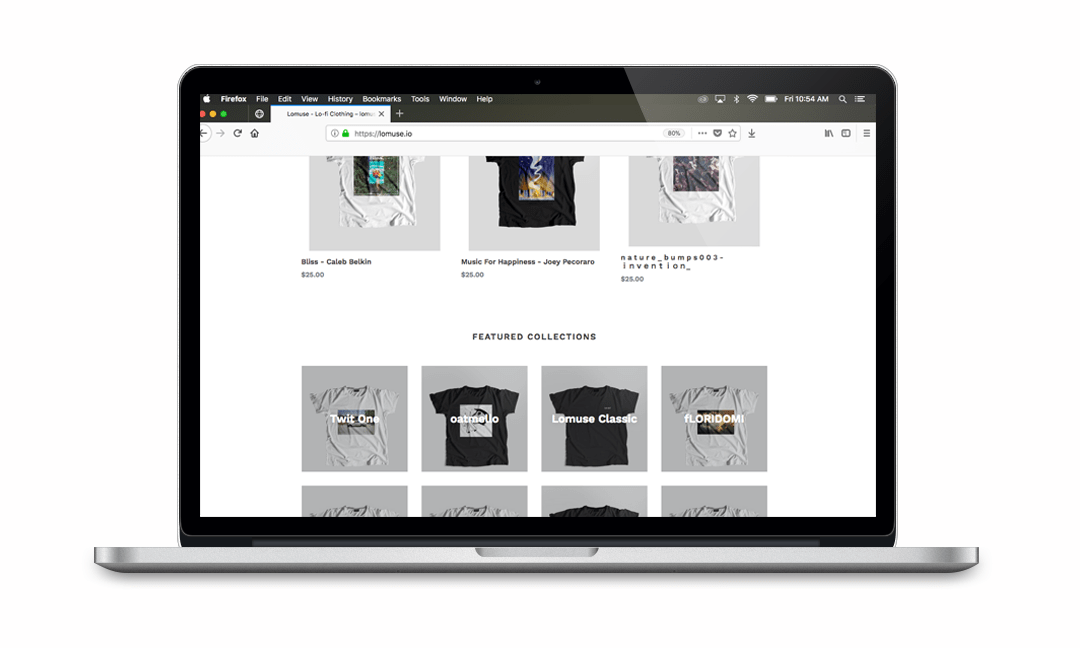 Firefox File Edit View History Bookmarks Tools Window Help Fri 10:54 AM
Lomuse - Lo-fi Clothing – lomus
https://lomuse.io 80%
Bliss - Caleb Belkin
$25.00
Music For Happiness - Joey Pecoraro
$25.00
nature_bumps003-
invention_
$25.00
FEATURED COLLECTIONS
Twit One
oatmello
Lomuse Classic
fLORIDOMI